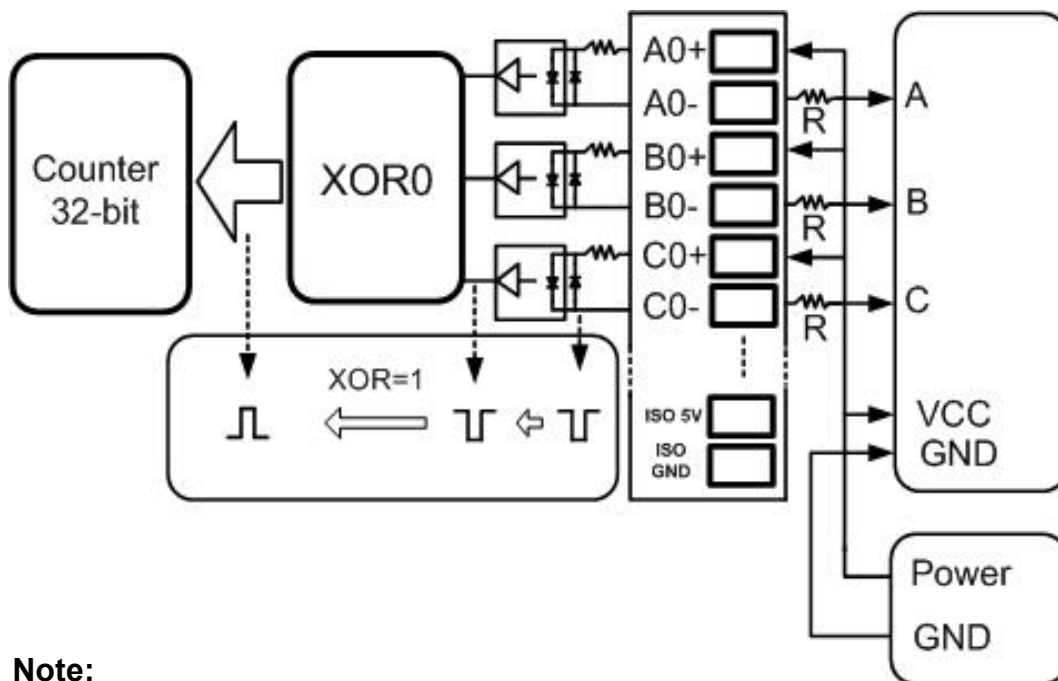 Counter
32-bit
XOR0
A0+
A0-
B0+
B0-
C0+
C0-
ISO 5V
ISO
GND
R
A
R
B
R
C
VCC
GND
Power
GND
XOR=1
Note: